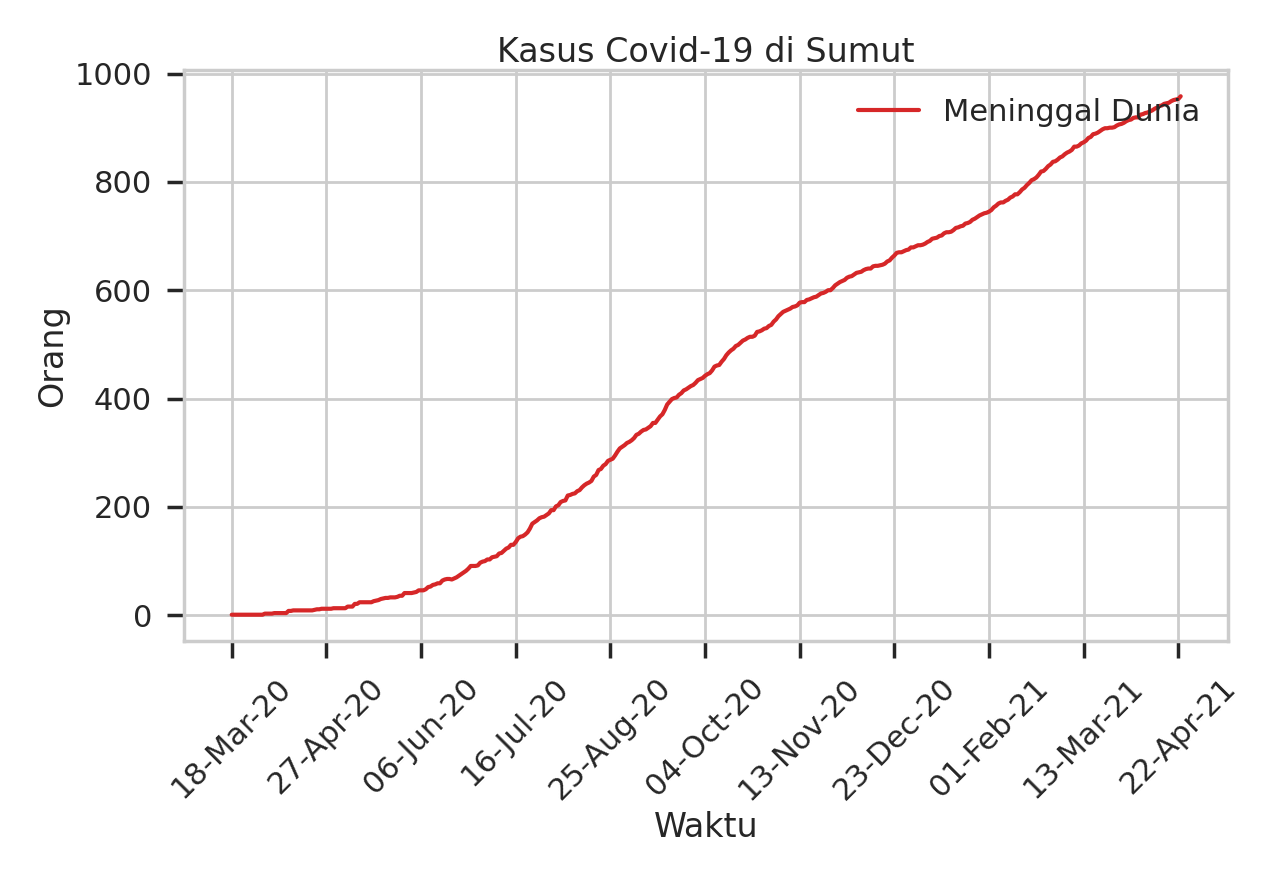 Kasus Covid-19 di Sumut
Meninggal Dunia
1000
800
600
400
200
0
Orang
18-Mar-20
27-Apr-20
06-Jun-20
16-Jul-20
25-Aug-20
04-Oct-20
13-Nov-20
23-Dec-20
01-Feb-21
13-Mar-21
22-Apr-21
Waktu